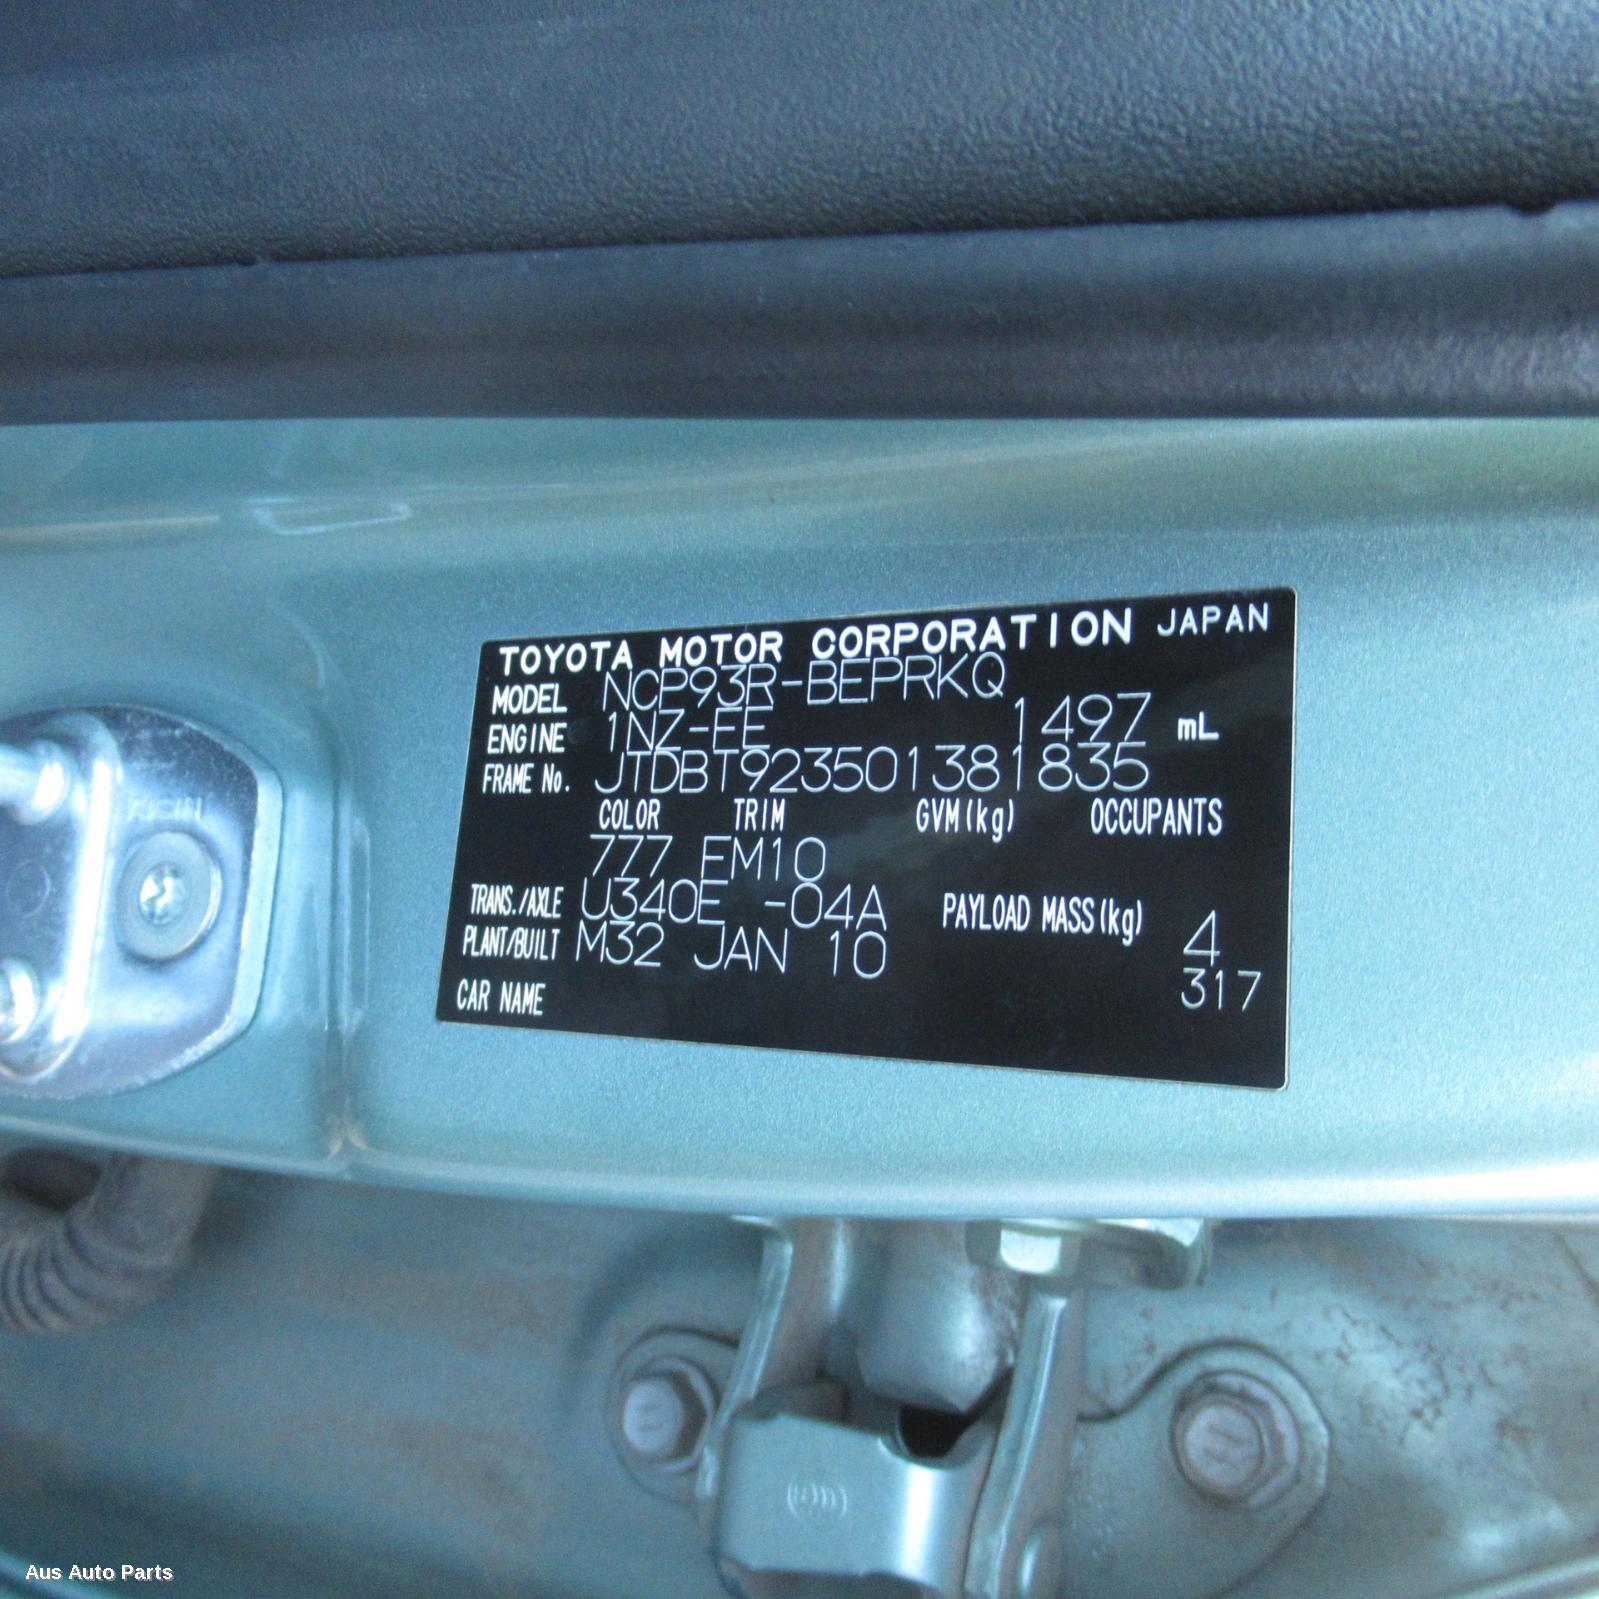 TOYOTA MOTOR CORPORATION JAPAN
MODEL NCP93R-BEPRKQ
ENGINE 1NZ-FE 1497 mL
FRAME No. JTDBT923501381835
COLOR TRIM GVM(kg) OCCUPANTS
777 FM10
TRANS./AXLE U340E -04A PAYLOAD MASS(kg) 4
PLANT/BUILT M32 JAN 10 317
CAR NAME
AICIN
Aus Auto Parts